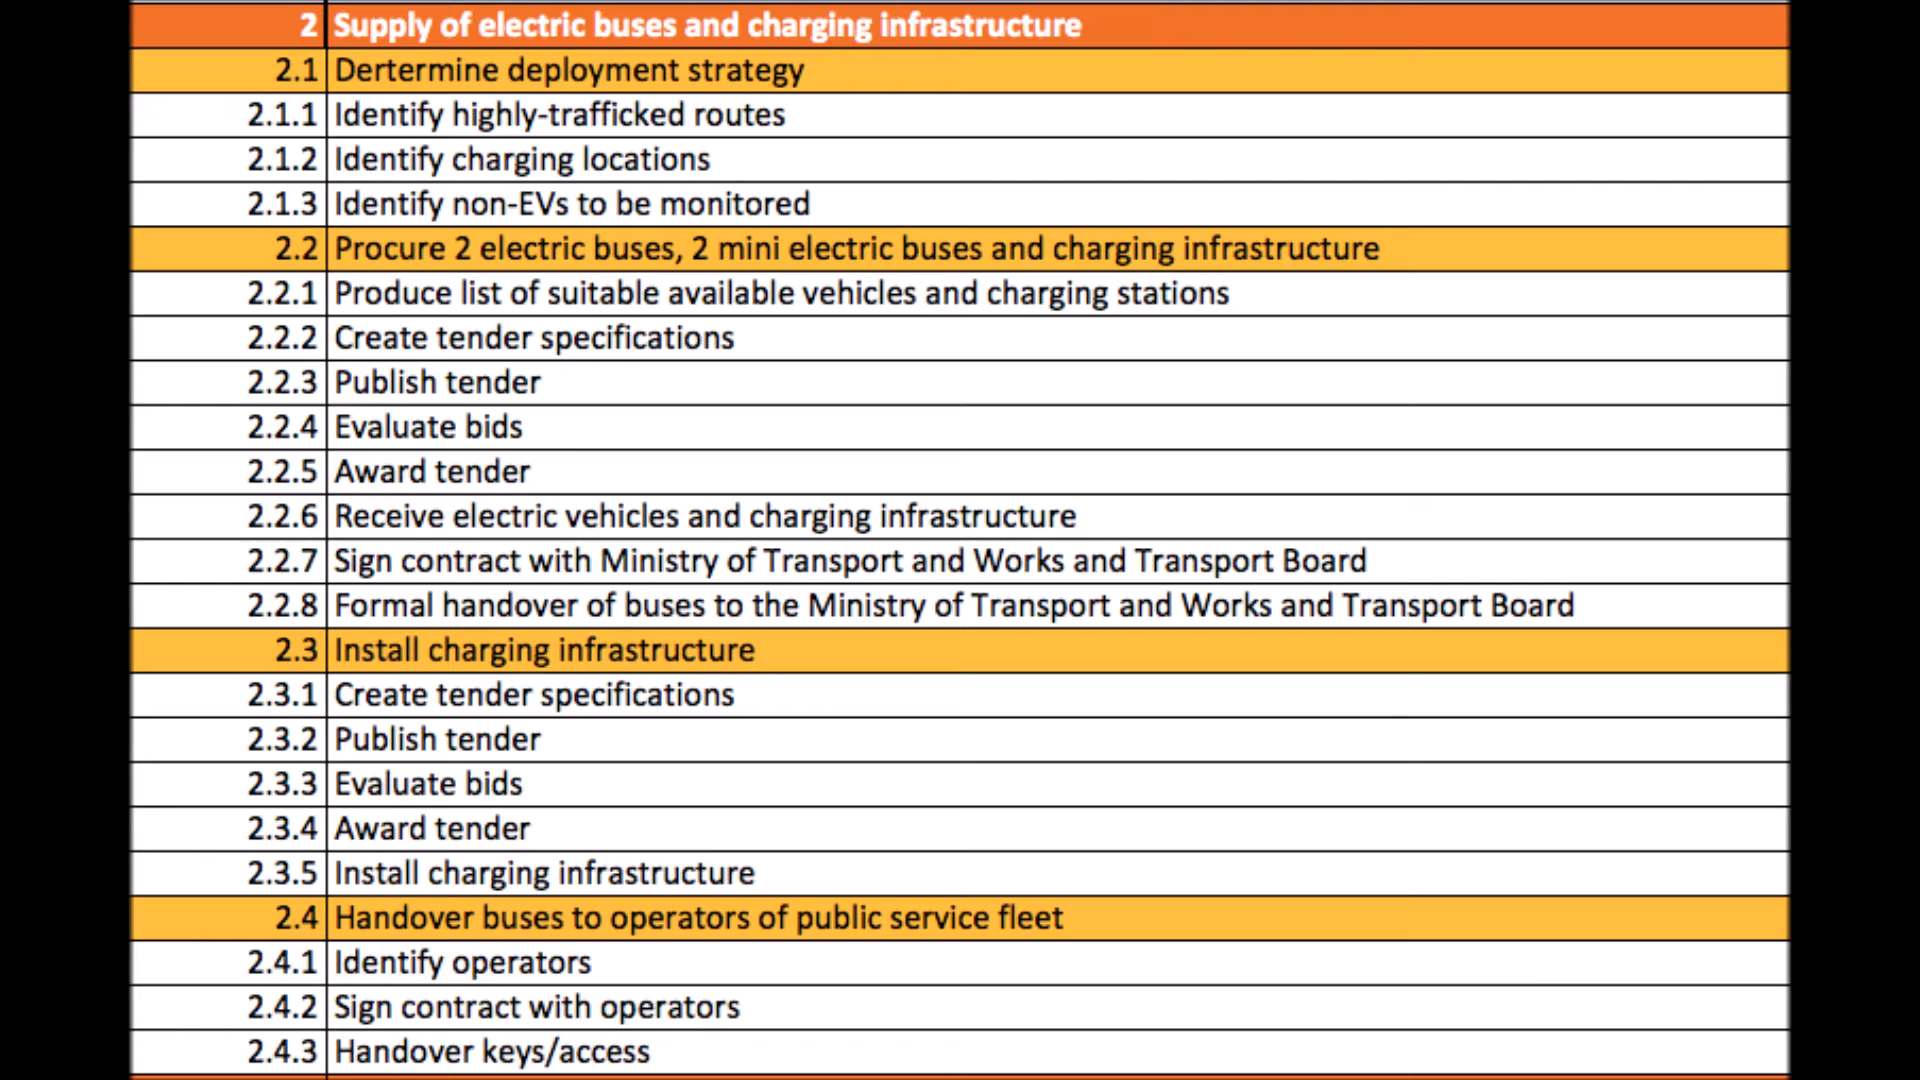 2 Supply of electric buses and charging infrastructure
2.1 Dertermine deployment strategy
2.1.1 Identify highly-trafficked routes
2.1.2 Identify charging locations
2.1.3 Identify non-EVs to be monitored
2.2 Procure 2 electric buses, 2 mini electric buses and charging infrastructure
2.2.1 Produce list of suitable available vehicles and charging stations
2.2.2 Create tender specifications
2.2.3 Publish tender
2.2.4 Evaluate bids
2.2.5 Award tender
2.2.6 Receive electric vehicles and charging infrastructure
2.2.7 Sign contract with Ministry of Transport and Works and Transport Board
2.2.8 Formal handover of buses to the Ministry of Transport and Works and Transport Board
2.3 Install charging infrastructure
2.3.1 Create tender specifications
2.3.2 Publish tender
2.3.3 Evaluate bids
2.3.4 Award tender
2.3.5 Install charging infrastructure
2.4 Handover buses to operators of public service fleet
2.4.1 Identify operators
2.4.2 Sign contract with operators
2.4.3 Handover keys/access